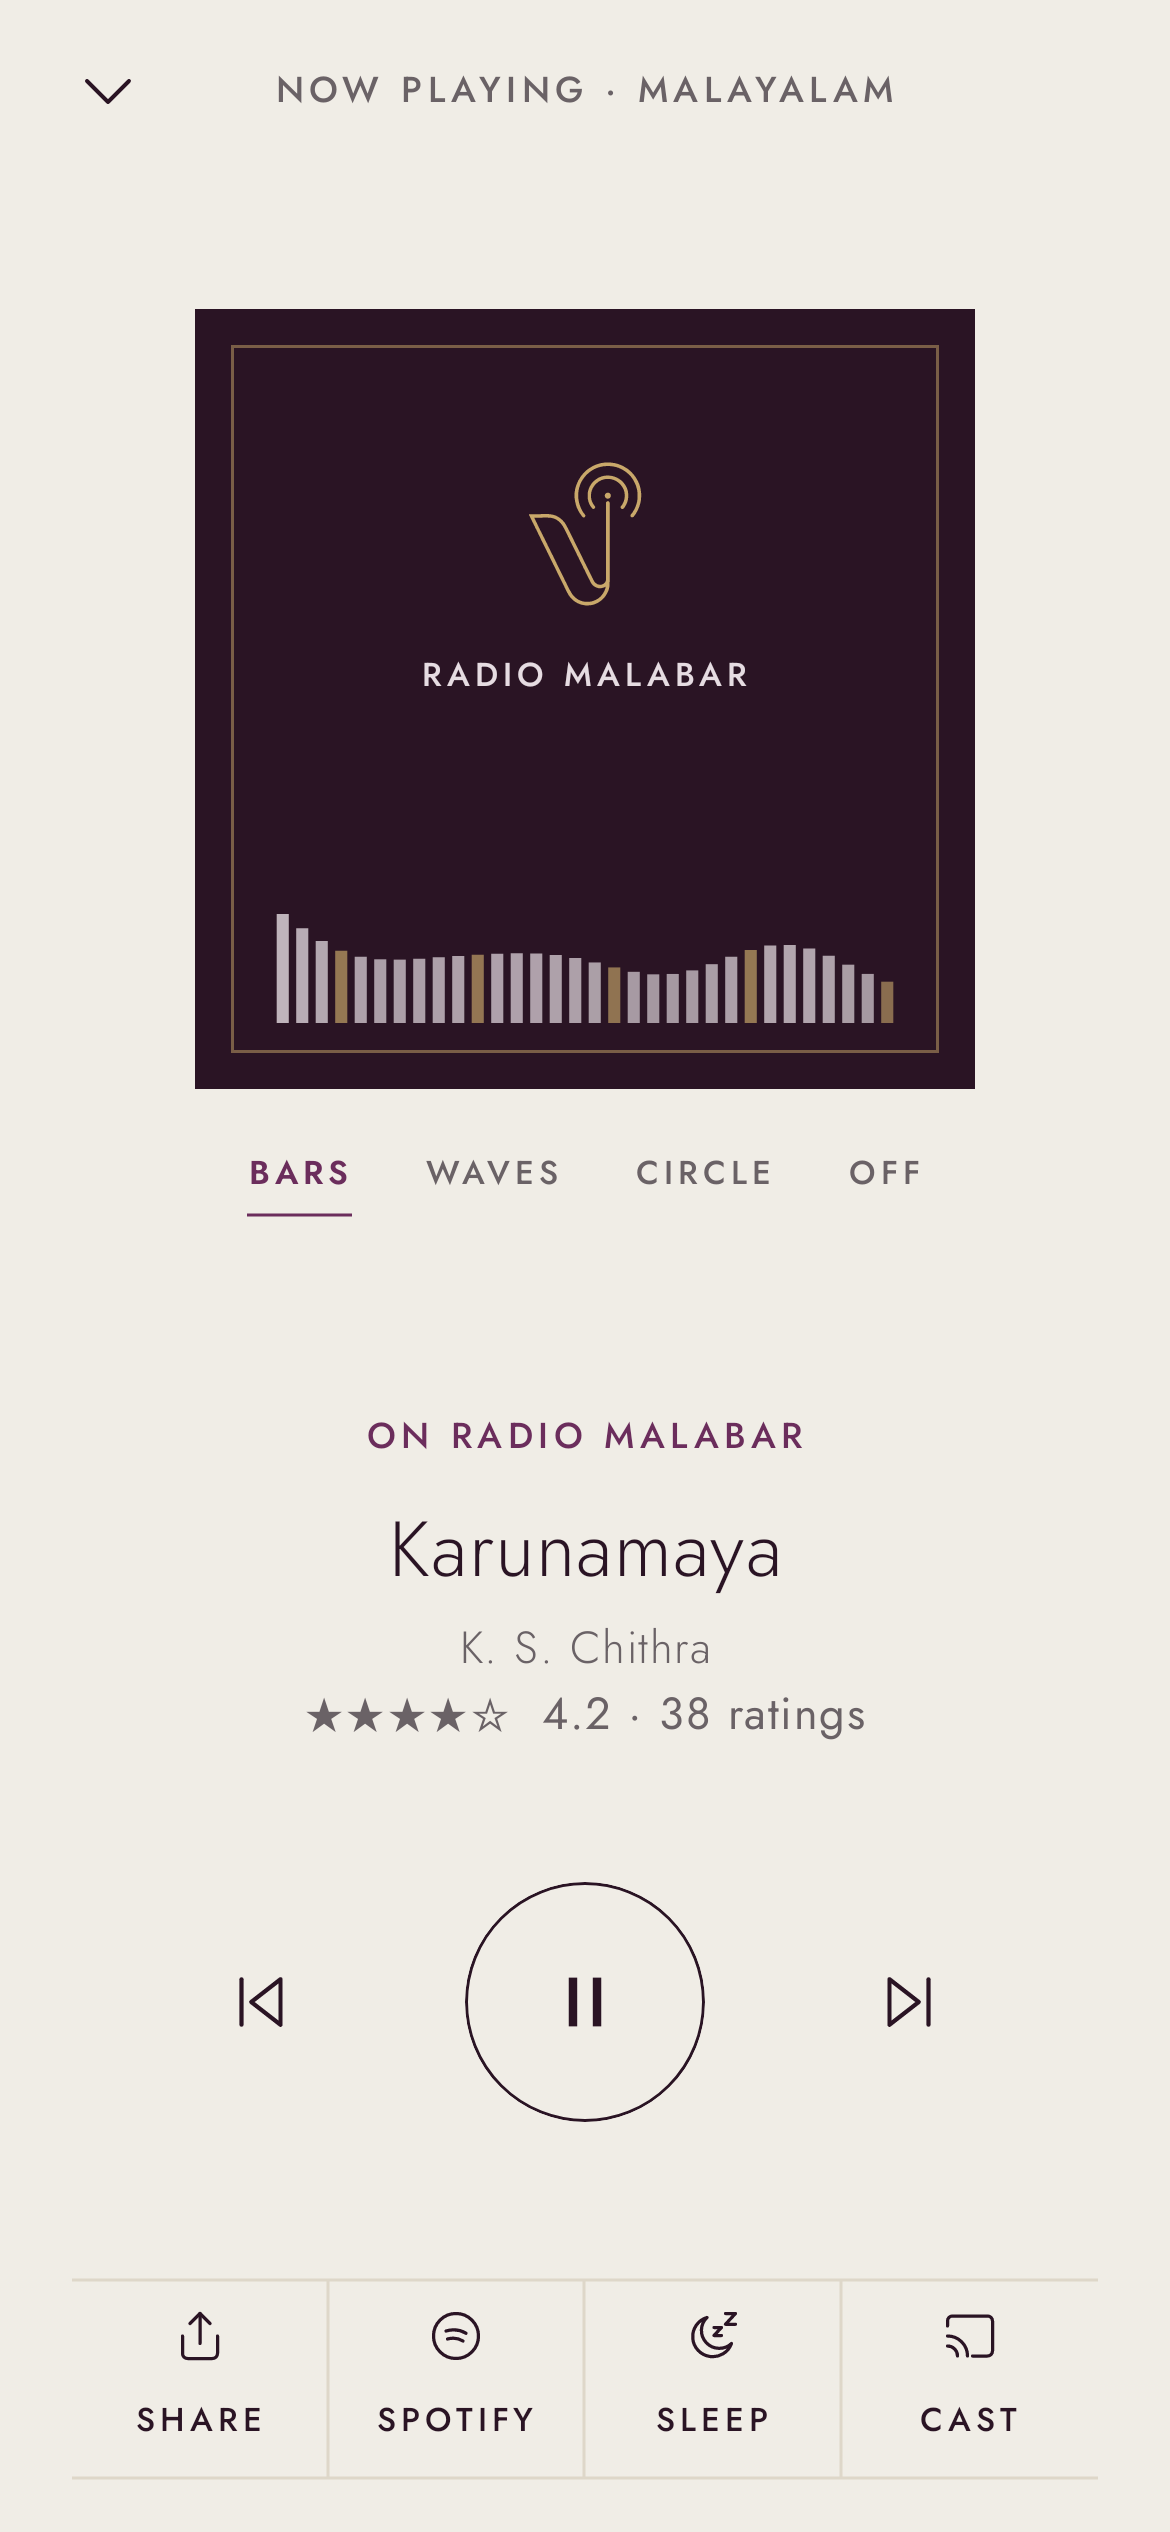 NOW PLAYING · MALAYALAM
RADIO MALABAR
BARS WAVES CIRCLE OFF
ON RADIO MALABAR
Karunamaya
K. S. Chithra
★★★★☆ 4.2 · 38 ratings
SHARE SPOTIFY SLEEP CAST